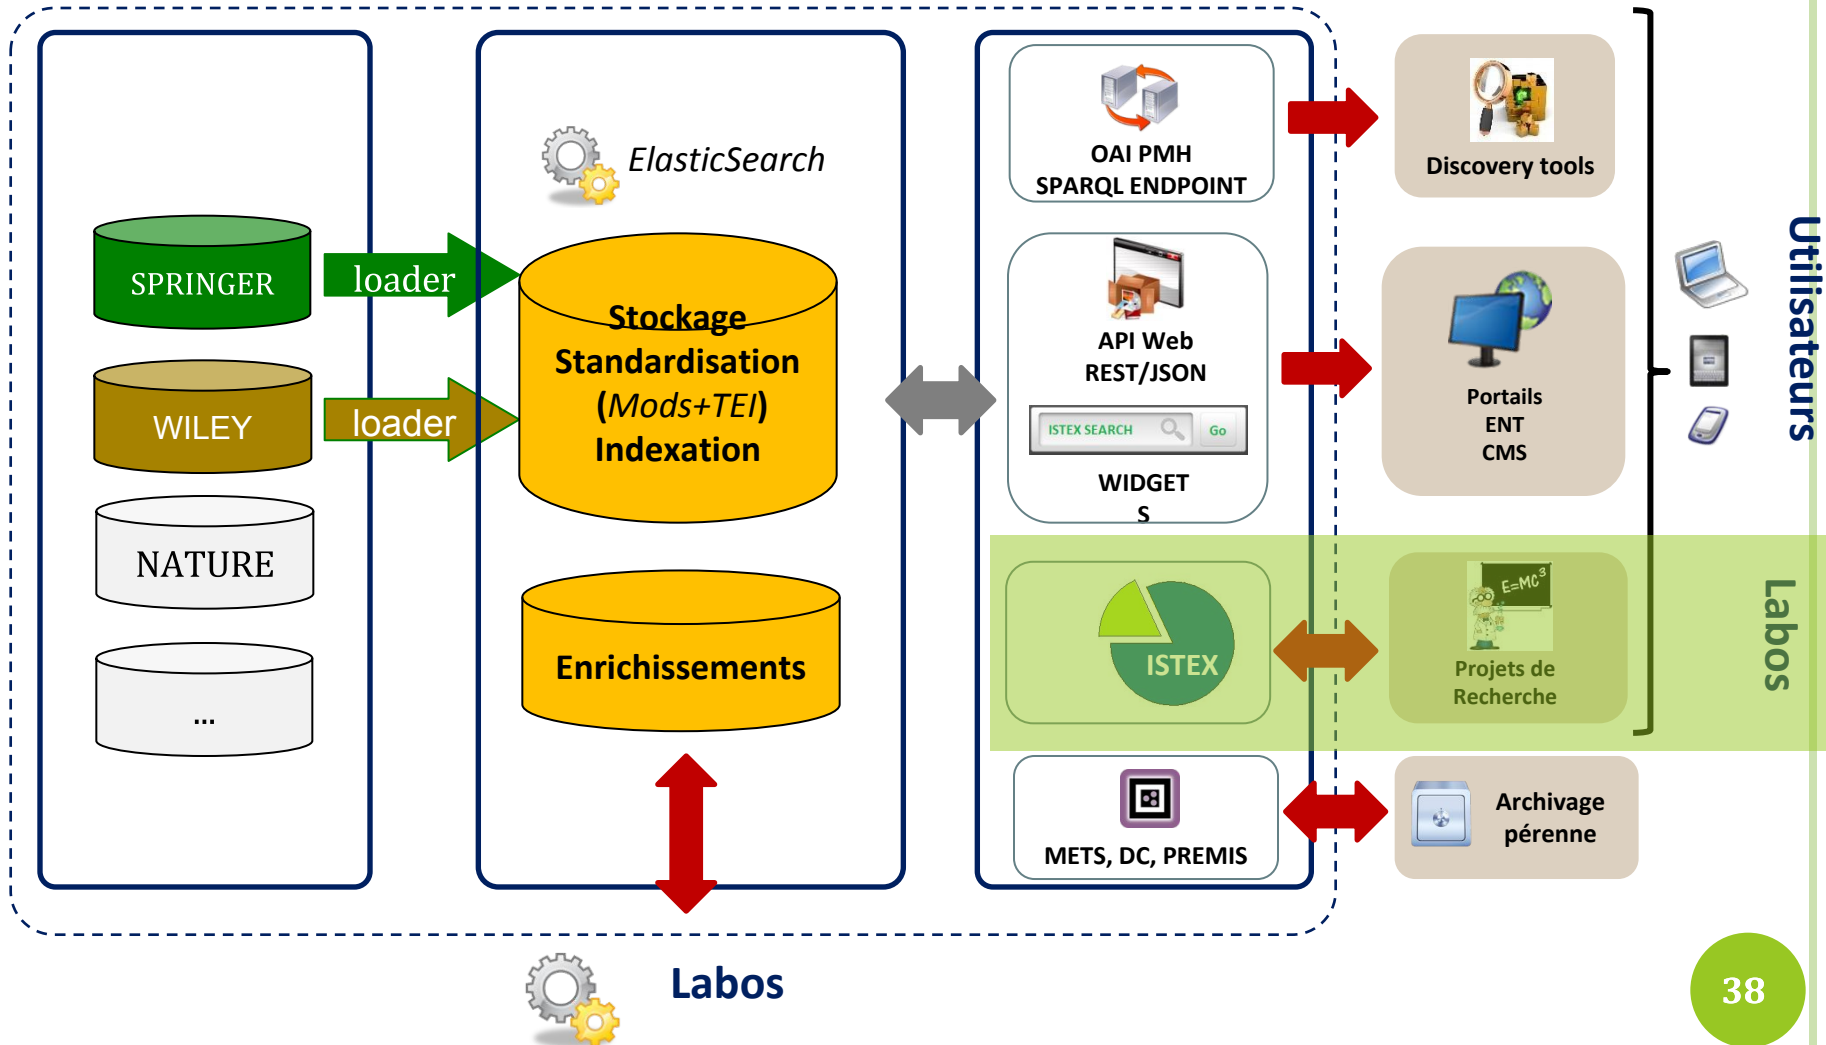 SPRINGER
WILEY
NATURE
...
loader
loader
ElasticSearch
Stockage
Standardisation
(Mods+TEI)
Indexation
Enrichissements
OAI PMH
SPARQL ENDPOINT
API Web
REST/JSON
ISTEX SEARCH
Go
WIDGET
S
ISTEX
METS, DC, PREMIS
Discovery tools
Portails
ENT
CMS
E=MC³
Projets de
Recherche
Archivage
pérenne
Utilisateurs
Labos
Labos
38